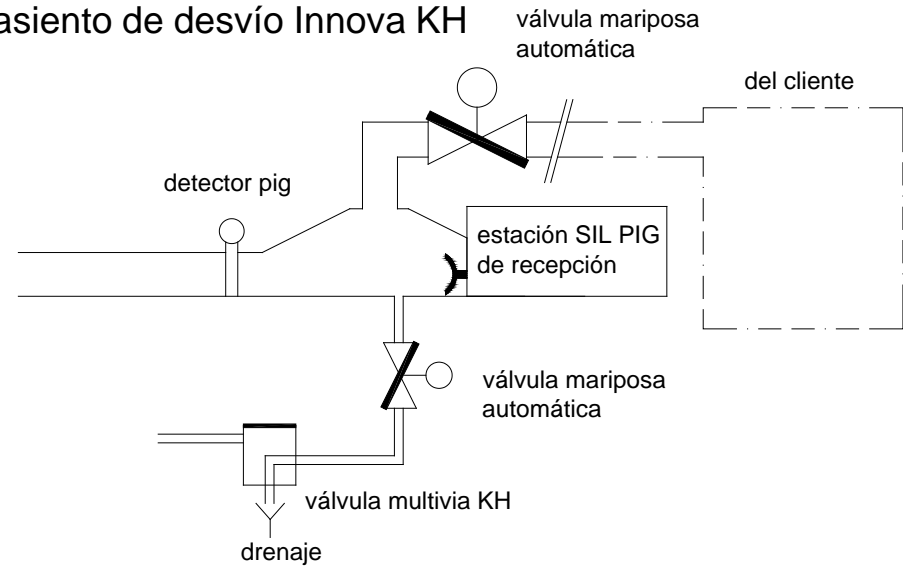 asiento de desvío Innova KH
válvula mariposa
automática
del cliente
detector pig
estación SIL PIG
de recepción
válvula mariposa
automática
válvula multivia KH
drenaje